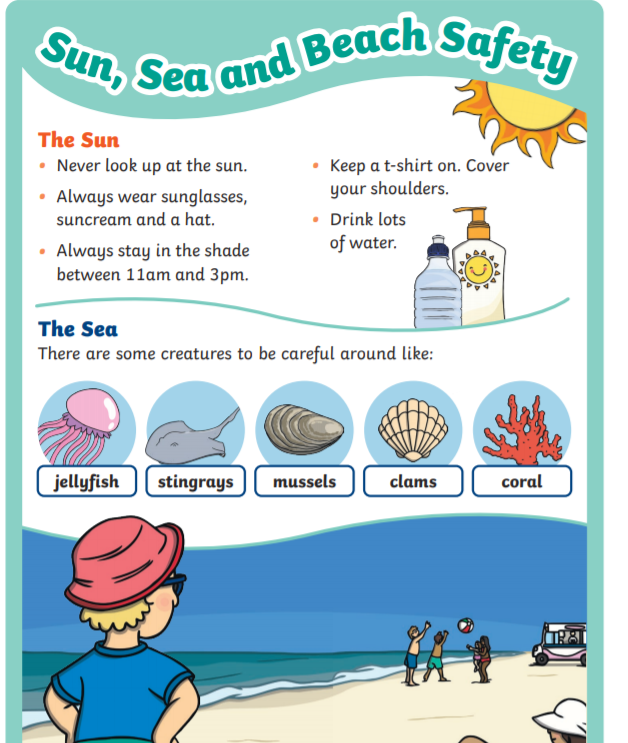 Sun, Sea and Beach Safety
The Sun
• Never look up at the sun.
• Always wear sunglasses,
suncream and a hat.
• Always stay in the shade
between 11am and 3pm.
• Keep a t-shirt on. Cover
your shoulders.
• Drink lots
of water.
The Sea
There are some creatures to be careful around like:
jellyfish
stingrays
mussels
clams
coral